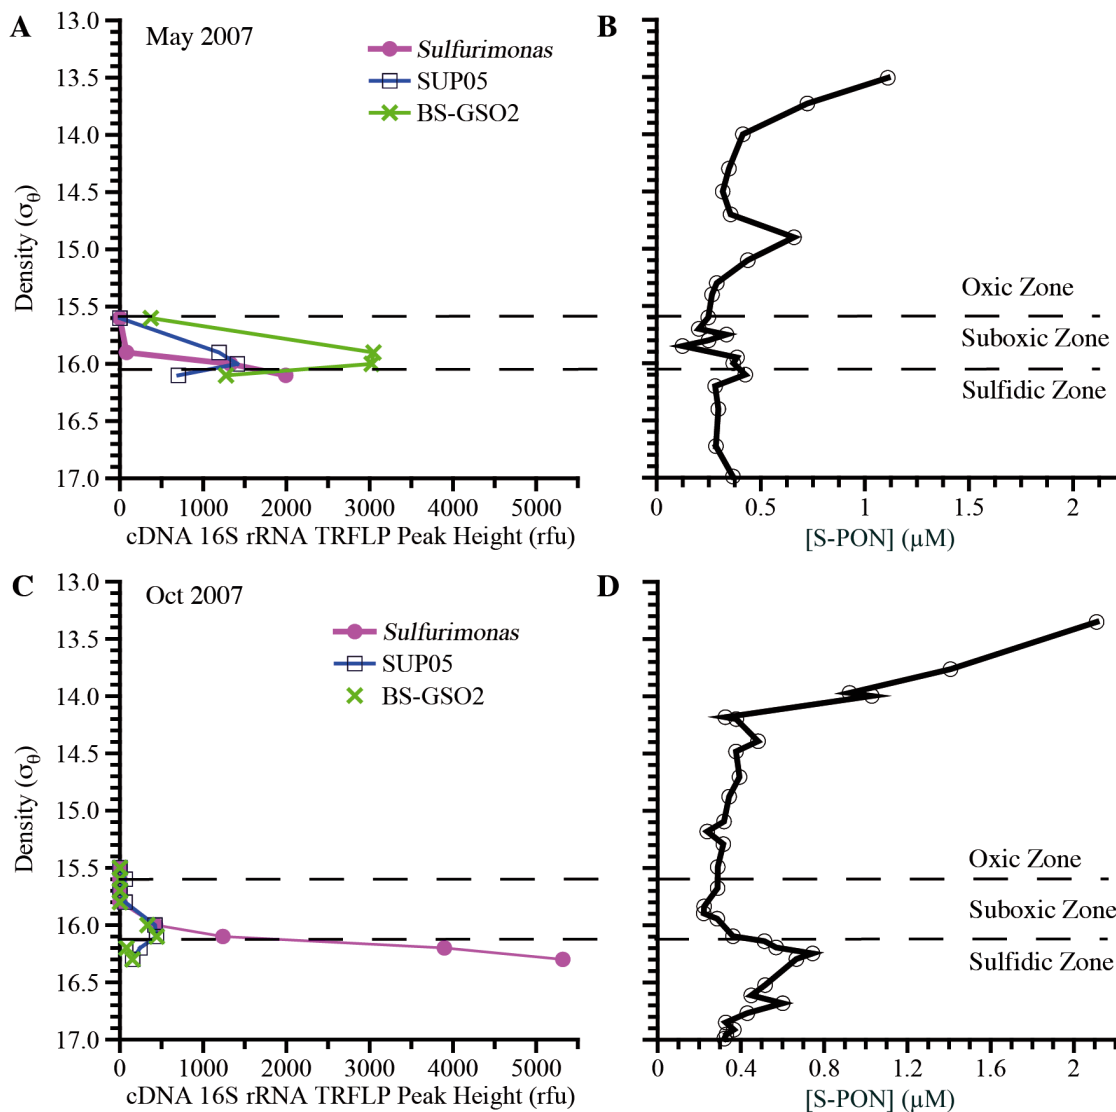 A
May 2007
Sulfurimonas
SUP05
BS-GSO2
13.0
13.5
14.0
14.5
15.0
15.5
16.0
16.5
17.0
Density (σθ)
0 1000 2000 3000 4000 5000
cDNA 16S rRNA TRFLP Peak Height (rfu)
B
Oxic Zone
Suboxic Zone
Sulfidic Zone
0 0.5 1 1.5 2
[S-PON] (µM)
C
Oct 2007
Sulfurimonas
SUP05
BS-GSO2
13.0
13.5
14.0
14.5
15.0
15.5
16.0
16.5
17.0
Density (σθ)
0 1000 2000 3000 4000 5000
cDNA 16S rRNA TRFLP Peak Height (rfu)
D
Oxic Zone
Suboxic Zone
Sulfidic Zone
0 0.4 0.8 1.2 1.6 2
[S-PON] (µM)